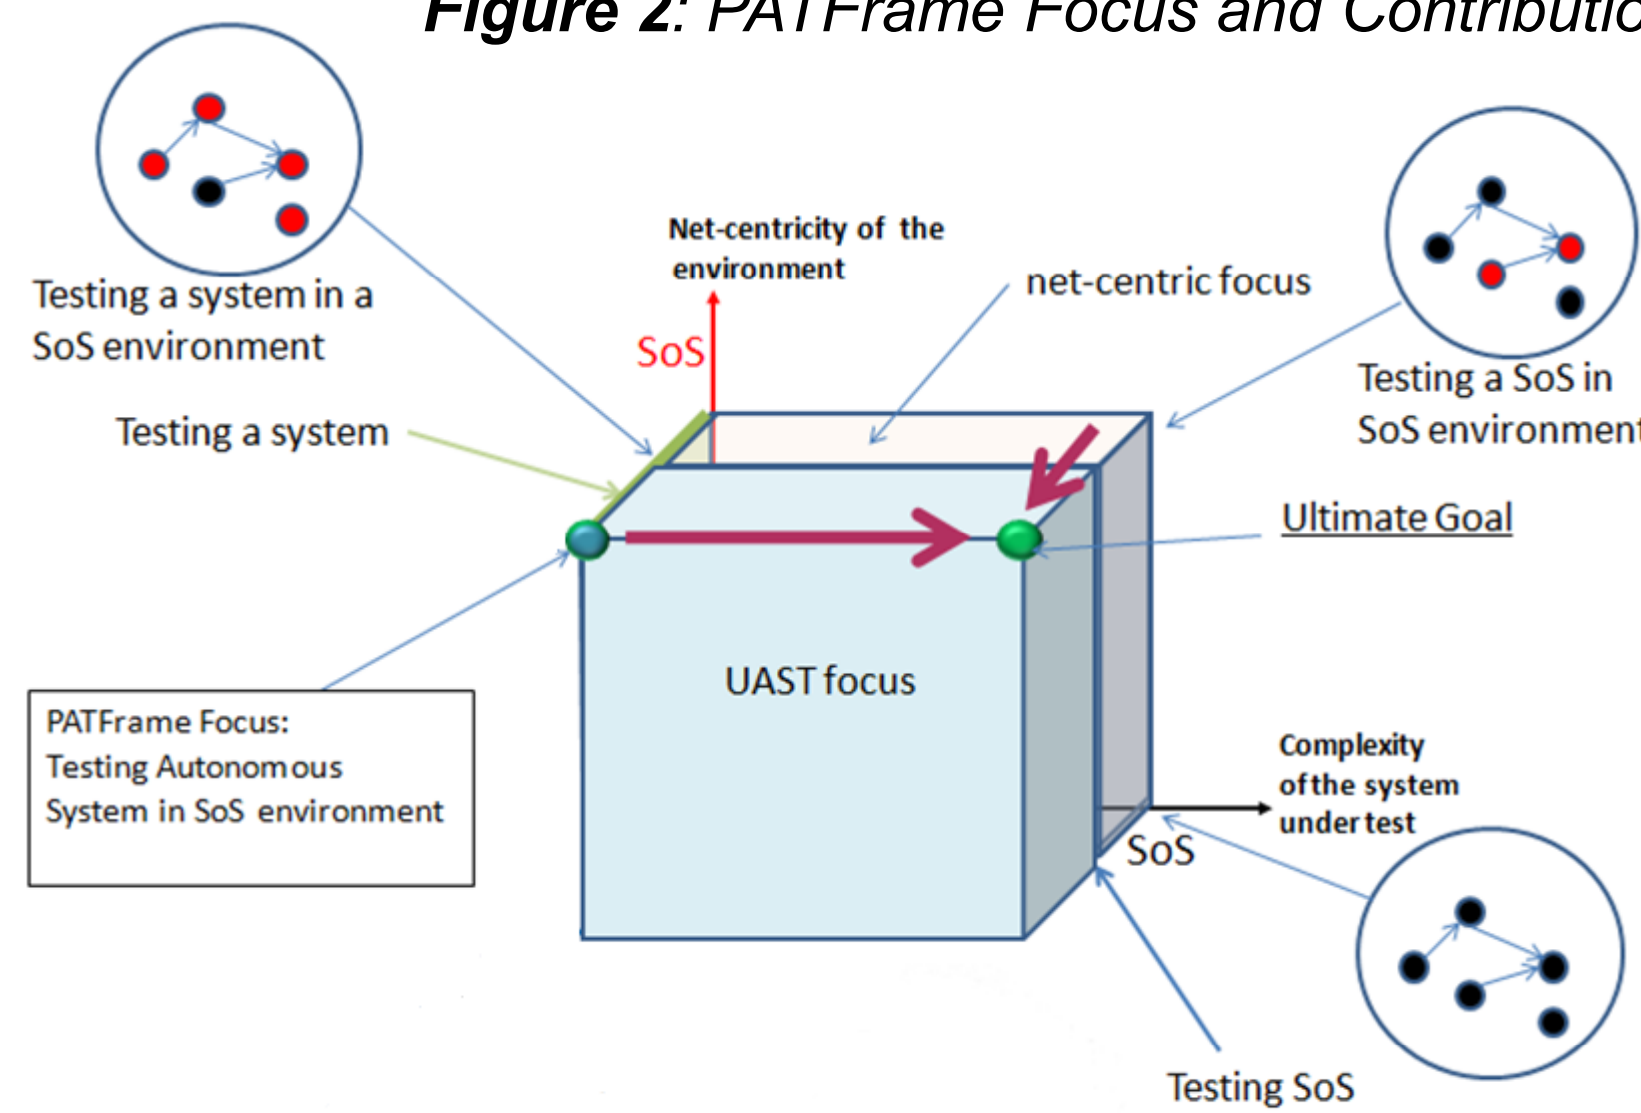 Figure 2: PATFrame Focus and Contributic
Net-centricity of the
environment
net-centric focus
SoS
Testing a system in a
SoS environment
Testing a system
Testing a SoS in
SoS environment
Ultimate Goal
UAST focus
PATFrame Focus:
Testing Autonomous
System in SoS environment
Complexity
of the system
under test
SoS
Testing SoS